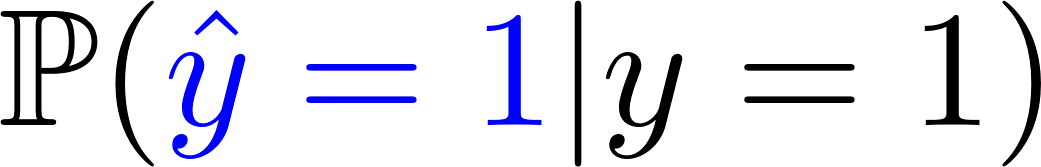 ℙ(ŷ = 1|y = 1)